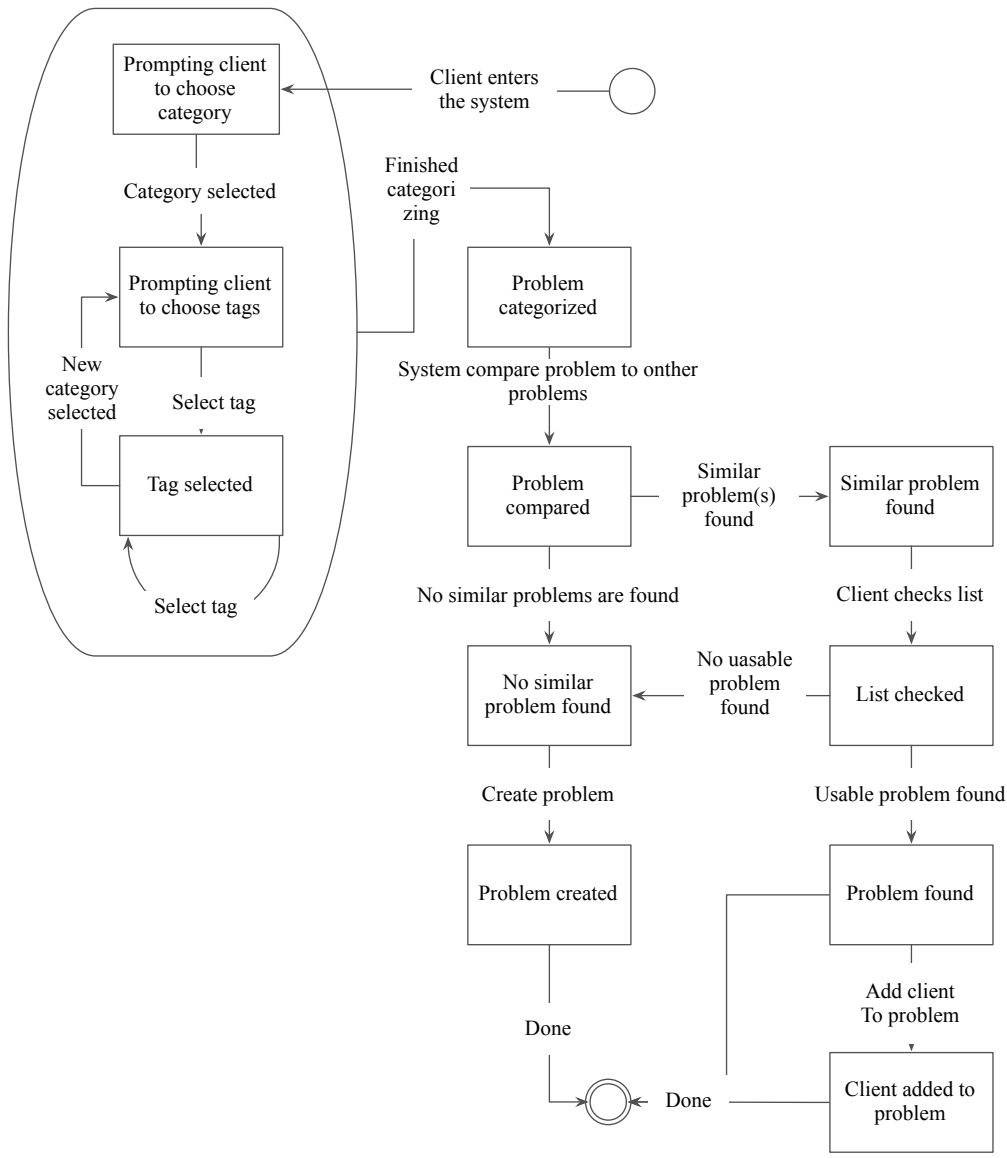 Prompting client
to choose
category
Client enters
the system
Category selected
Finished
categori
zing
Prompting client
to choose tags
Problem
categorized
New
category
selected
Select tag
System compare problem to onther
problems
Tag selected
Problem
compared
Similar
problem(s)
found
Similar problem
found
Select tag
No similar problems are found
Client checks list
No similar
problem found
No uasable
problem
found
List checked
Create problem
Usable problem found
Problem created
Problem found
Add client
To problem
Done
Done
Client added to
problem